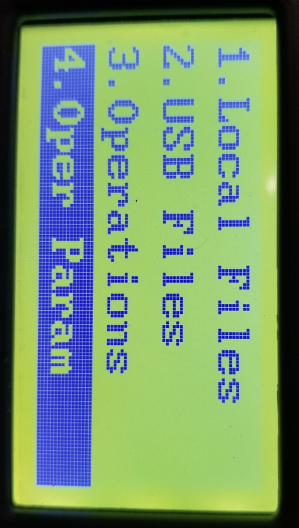 1.Local Files
2.USB Files
3.Operations
4.Oper Param